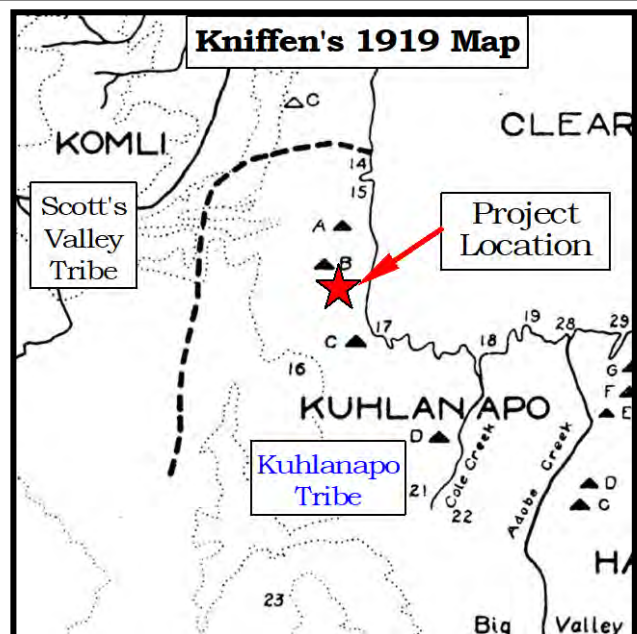 Kniffen's 1919 Map
C
KOMLI
CLEAR
14
15
Scott's
Valley
Tribe
Project
Location
A
B
17
18
19
28
29
C
16
G
F
E
KUHLANAPO
D
Cole Creek
Adobe Creek
Kuhlanapo
Tribe
D
C
21
22
HA
23
Big Valley